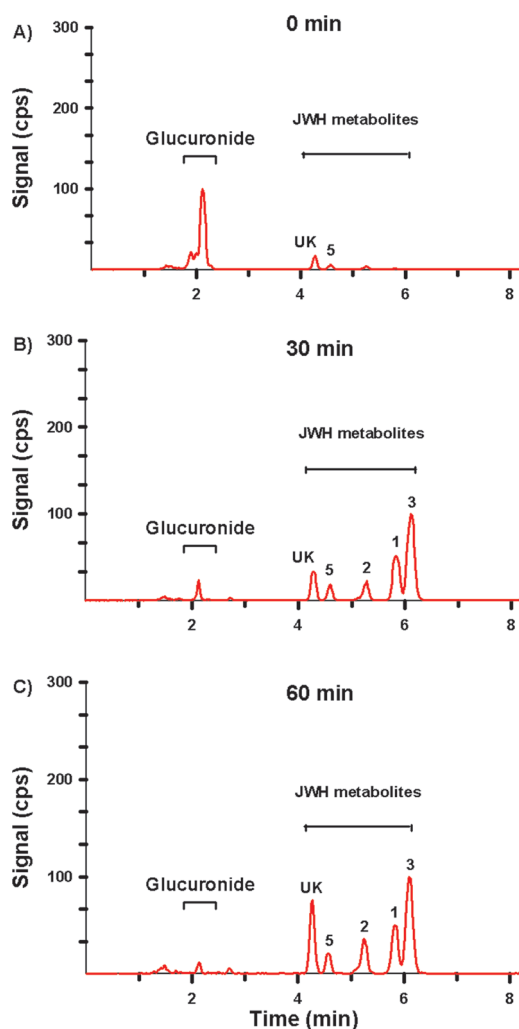 A)
0 min
300
200
100
Signal (cps)
Glucuronide
JWH metabolites
UK
5
2
4
6
8
B)
30 min
300
200
100
0
Signal (cps)
Glucuronide
JWH metabolites
UK
5
2
1
3
2
4
6
8
C)
60 min
300
200
100
0
Signal (cps)
Glucuronide
JWH metabolites
UK
5
2
1
3
2
4
6
8
Time (min)